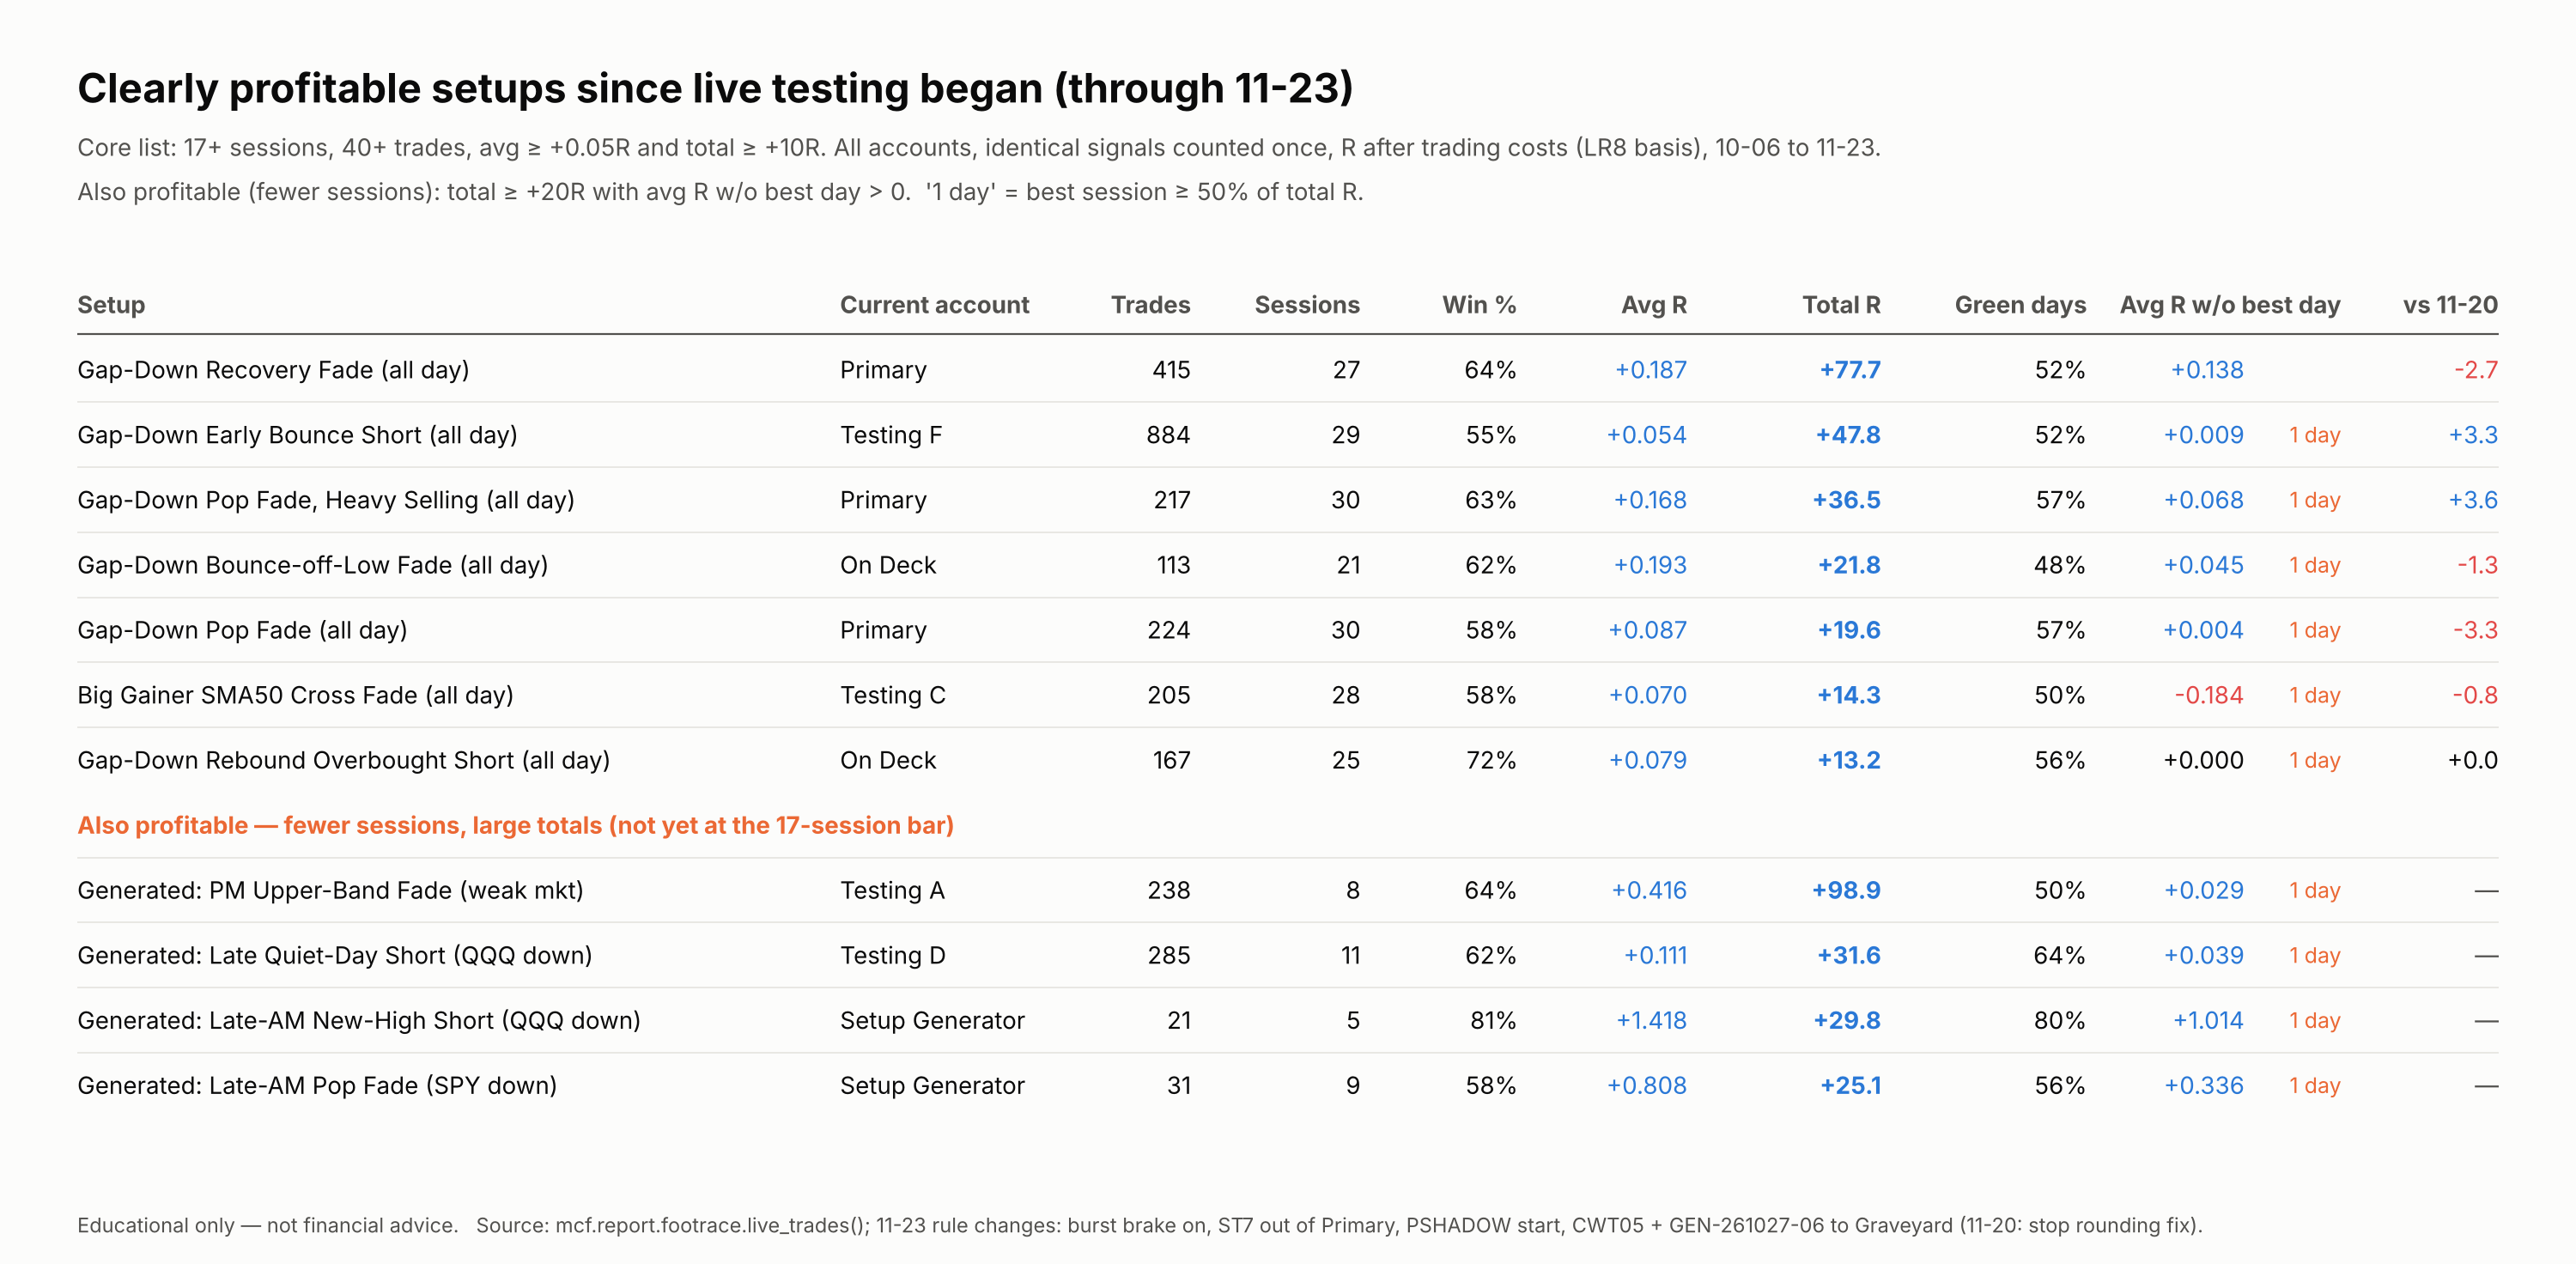 Clearly profitable setups since live testing began (through 11-23)
Core list: 17+ sessions, 40+ trades, avg ≥ +0.05R and total ≥ +10R. All accounts, identical signals counted once, R after trading costs (LR8 basis), 10-06 to 11-23.
Also profitable (fewer sessions): total ≥ +20R with avg R w/o best day > 0.  '1 day' = best session ≥ 50% of total R.
Setup Current account Trades Sessions Win % Avg R Total R Green days Avg R w/o best day vs 11-20
Gap-Down Recovery Fade (all day) Primary 415 27 64% +0.187 +77.7 52% +0.138 -2.7
Gap-Down Early Bounce Short (all day) Testing F 884 29 55% +0.054 +47.8 52% +0.009 1 day +3.3
Gap-Down Pop Fade, Heavy Selling (all day) Primary 217 30 63% +0.168 +36.5 57% +0.068 1 day +3.6
Gap-Down Bounce-off-Low Fade (all day) On Deck 113 21 62% +0.193 +21.8 48% +0.045 1 day -1.3
Gap-Down Pop Fade (all day) Primary 224 30 58% +0.087 +19.6 57% +0.004 1 day -3.3
Big Gainer SMA50 Cross Fade (all day) Testing C 205 28 58% +0.070 +14.3 50% -0.184 1 day -0.8
Gap-Down Rebound Overbought Short (all day) On Deck 167 25 72% +0.079 +13.2 56% +0.000 1 day +0.0
Also profitable — fewer sessions, large totals (not yet at the 17-session bar)
Generated: PM Upper-Band Fade (weak mkt) Testing A 238 8 64% +0.416 +98.9 50% +0.029 1 day —
Generated: Late Quiet-Day Short (QQQ down) Testing D 285 11 62% +0.111 +31.6 64% +0.039 1 day —
Generated: Late-AM New-High Short (QQQ down) Setup Generator 21 5 81% +1.418 +29.8 80% +1.014 1 day —
Generated: Late-AM Pop Fade (SPY down) Setup Generator 31 9 58% +0.808 +25.1 56% +0.336 1 day —
Educational only — not financial advice.   Source: mcf.report.footrace.live_trades(); 11-23 rule changes: burst brake on, ST7 out of Primary, PSHADOW start, CWT05 + GEN-261027-06 to Graveyard (11-20: stop rounding fix).